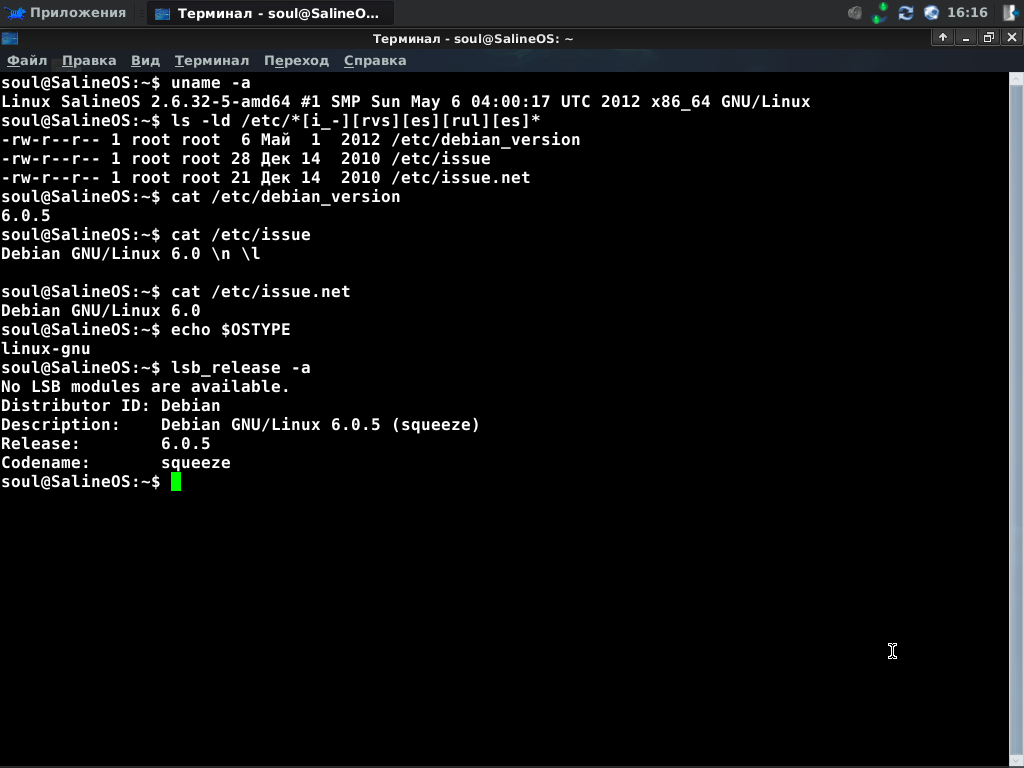 Приложения
Терминал - soul@SalineO...
16:16
Терминал - soul@SalineOS: ~
Файл Правка Вид Терминал Переход Справка
soul@SalineOS:~$ uname -a
Linux SalineOS 2.6.32-5-amd64 #1 SMP Sun May 6 04:00:17 UTC 2012 x86_64 GNU/Linux
soul@SalineOS:~$ ls -ld /etc/*[i_-][rvs][es][rul][es]*
-rw-r--r-- 1 root root  6 Май  1  2012 /etc/debian_version
-rw-r--r-- 1 root root 28 Дек 14  2010 /etc/issue
-rw-r--r-- 1 root root 21 Дек 14  2010 /etc/issue.net
soul@SalineOS:~$ cat /etc/debian_version
6.0.5
soul@SalineOS:~$ cat /etc/issue
Debian GNU/Linux 6.0 \n \l
soul@SalineOS:~$ cat /etc/issue.net
Debian GNU/Linux 6.0
soul@SalineOS:~$ echo $OSTYPE
linux-gnu
soul@SalineOS:~$ lsb_release -a
No LSB modules are available.
Distributor ID: Debian
Description:    Debian GNU/Linux 6.0.5 (squeeze)
Release:        6.0.5
Codename:       squeeze
soul@SalineOS:~$